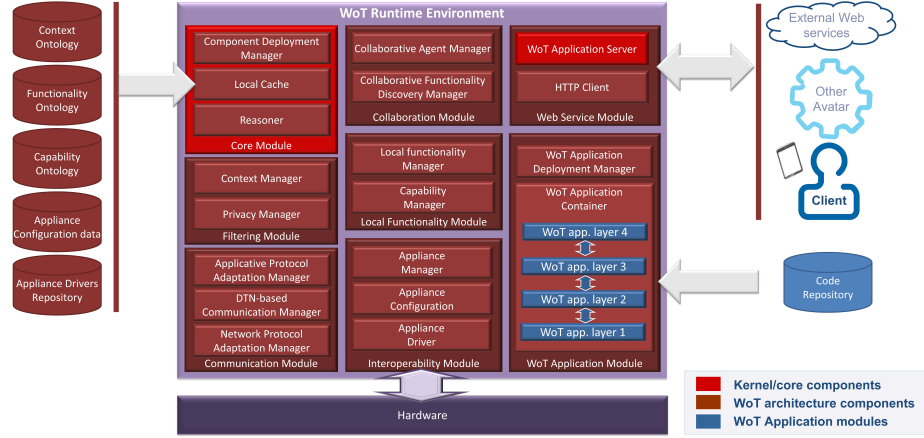 Context
Ontology
Functionality
Ontology
Capability
Ontology
Appliance
Configuration data
Appliance Drivers
Repository
WoT Runtime Environment
Component Deployment
Manager
Local Cache
Reasoner
Core Module
Context Manager
Privacy Manager
Filtering Module
Applicative Protocol
Adaptation Manager
DTN-based
Communication Manager
Network Protocol
Adaptation Manager
Communication Module
Collaborative Agent Manager
Collaborative Functionality
Discovery Manager
Collaboration Module
Local functionality
Manager
Capability
Manager
Local Functionality Module
Appliance
Manager
Appliance
Configuration
Appliance
Driver
Interoperability Module
WoT Application Server
HTTP Client
Web Service Module
WoT Application
Deployment Manager
WoT Application
Container
WoT app. layer 4
WoT app. layer 3
WoT app. layer 2
WoT app. layer 1
WoT Application Module
Hardware
External Web
services
Other
Avatar
Client
Code
Repository
Kernel/core components
WoT architecture components
WoT Application modules